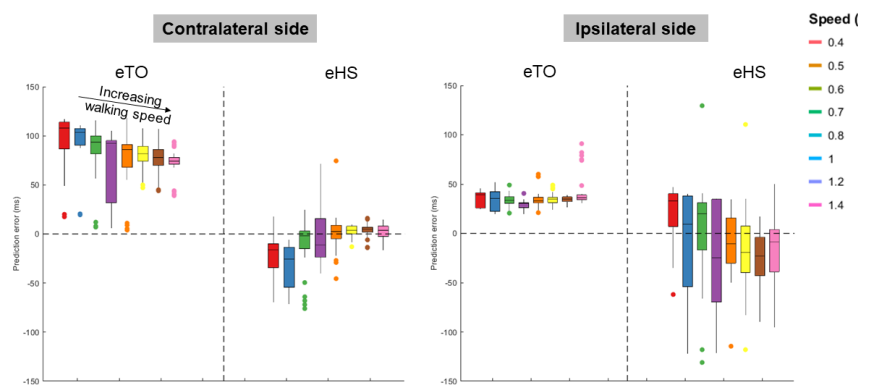 Contralateral side
Ipsilateral side
Speed (
0.4
0.5
0.6
0.7
0.8
1
1.2
1.4
eTO
eHS
Increasing
walking speed
Prediction error (ms)
150
100
50
0
-50
-100
-150
eTO
eHS
Prediction error (ms)
150
100
50
0
-50
-100
-150